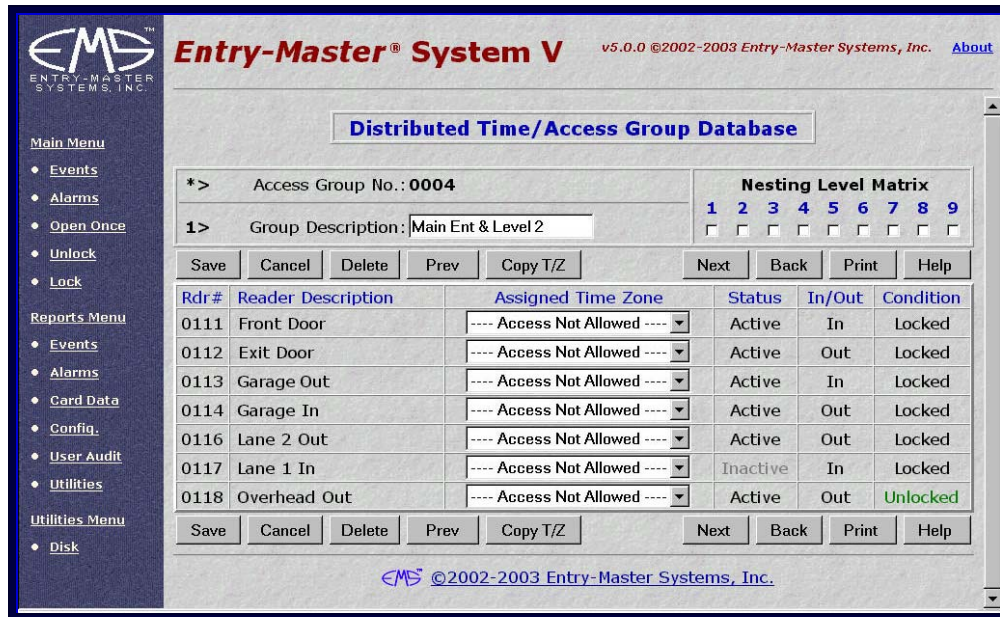 EMS™
ENTRY-MASTER
SYSTEMS, INC.
Entry-Master® System V
v5.0.0 ©2002-2003 Entry-Master Systems, Inc.
About
Main Menu
Events
Alarms
Open Once
Unlock
Lock
Reports Menu
Events
Alarms
Card Data
Config.
User Audit
Utilities
Utilities Menu
Disk
Distributed Time/Access Group Database
*> Access Group No.: 0004
1> Group Description: Main Ent & Level 2
Nesting Level Matrix
1 2 3 4 5 6 7 8 9
Save Cancel Delete Prev Copy T/Z Next Back Print Help
Rdr# Reader Description Assigned Time Zone Status In/Out Condition
0111 Front Door ---- Access Not Allowed ---- Active In Locked
0112 Exit Door ---- Access Not Allowed ---- Active Out Locked
0113 Garage Out ---- Access Not Allowed ---- Active In Locked
0114 Garage In ---- Access Not Allowed ---- Active Out Locked
0116 Lane 2 Out ---- Access Not Allowed ---- Active Out Locked
0117 Lane 1 In ---- Access Not Allowed ---- Inactive In Locked
0118 Overhead Out ---- Access Not Allowed ---- Active Out Unlocked
Save Cancel Delete Prev Copy T/Z Next Back Print Help
EMS ©2002-2003 Entry-Master Systems, Inc.